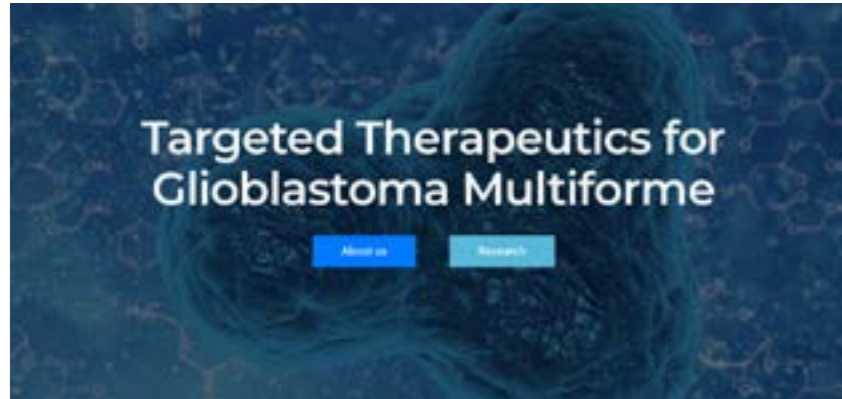 Targeted Therapeutics for
Glioblastoma Multiforme
About us
Research